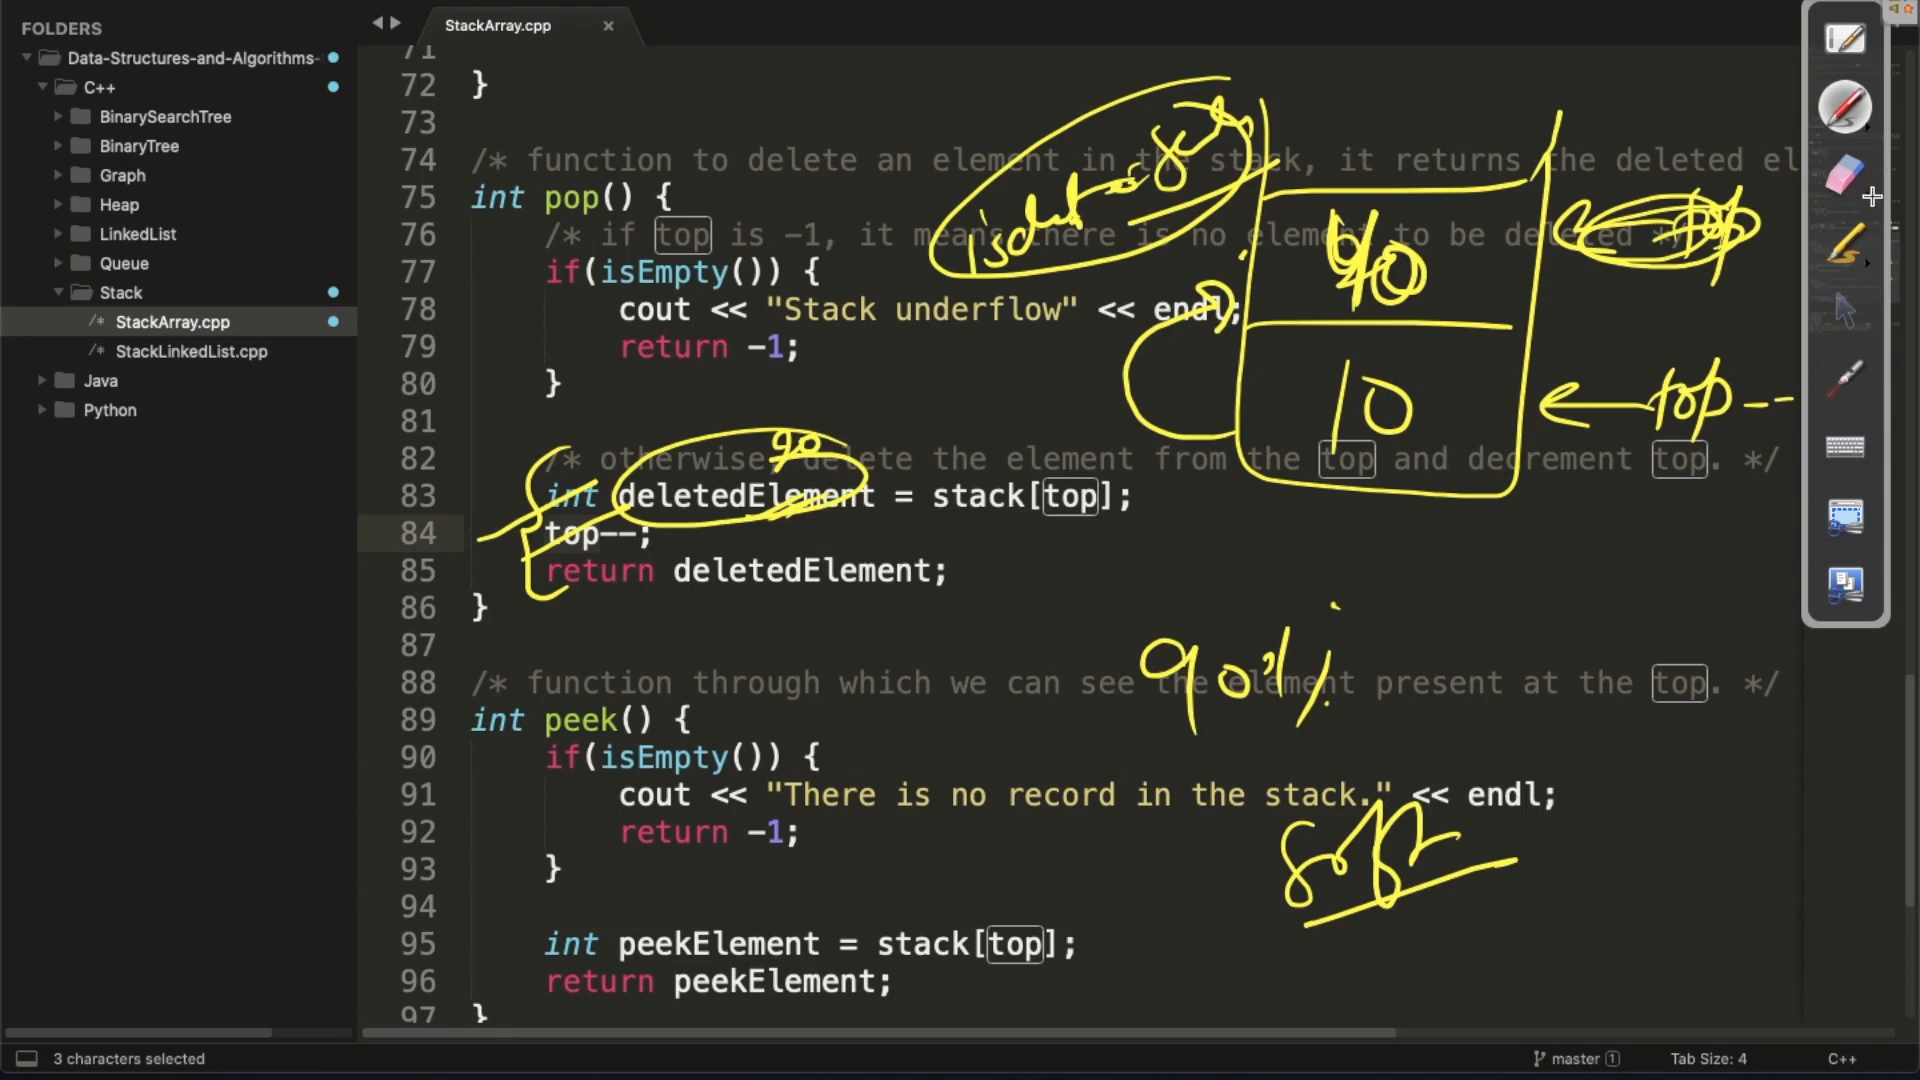 FOLDERS
Data-Structures-and-Algorithms-
C++
BinarySearchTree
BinaryTree
Graph
Heap
LinkedList
Queue
Stack
/* StackArray.cpp
/* StackLinkedList.cpp
Java
Python
StackArray.cpp ×
71
72 }
73
74 /* function to delete an element in the stack, it returns the deleted el
75 int pop() {
76 /* if top is -1, it means there is no element to be deleted */
77 if(isEmpty()) {
78 cout << "Stack underflow" << endl;
79 return -1;
80 }
81
82 /* otherwise, delete the element from the top and decrement top. */
83 int deletedElement = stack[top];
84 top--;
85 return deletedElement;
86 }
87
88 /* function through which we can see the element present at the top. */
89 int peek() {
90 if(isEmpty()) {
91 cout << "There is no record in the stack." << endl;
92 return -1;
93 }
94
95 int peekElement = stack[top];
96 return peekElement;
97 }
top
10
top--
90
90%
3 characters selected
master 1
Tab Size: 4
C++